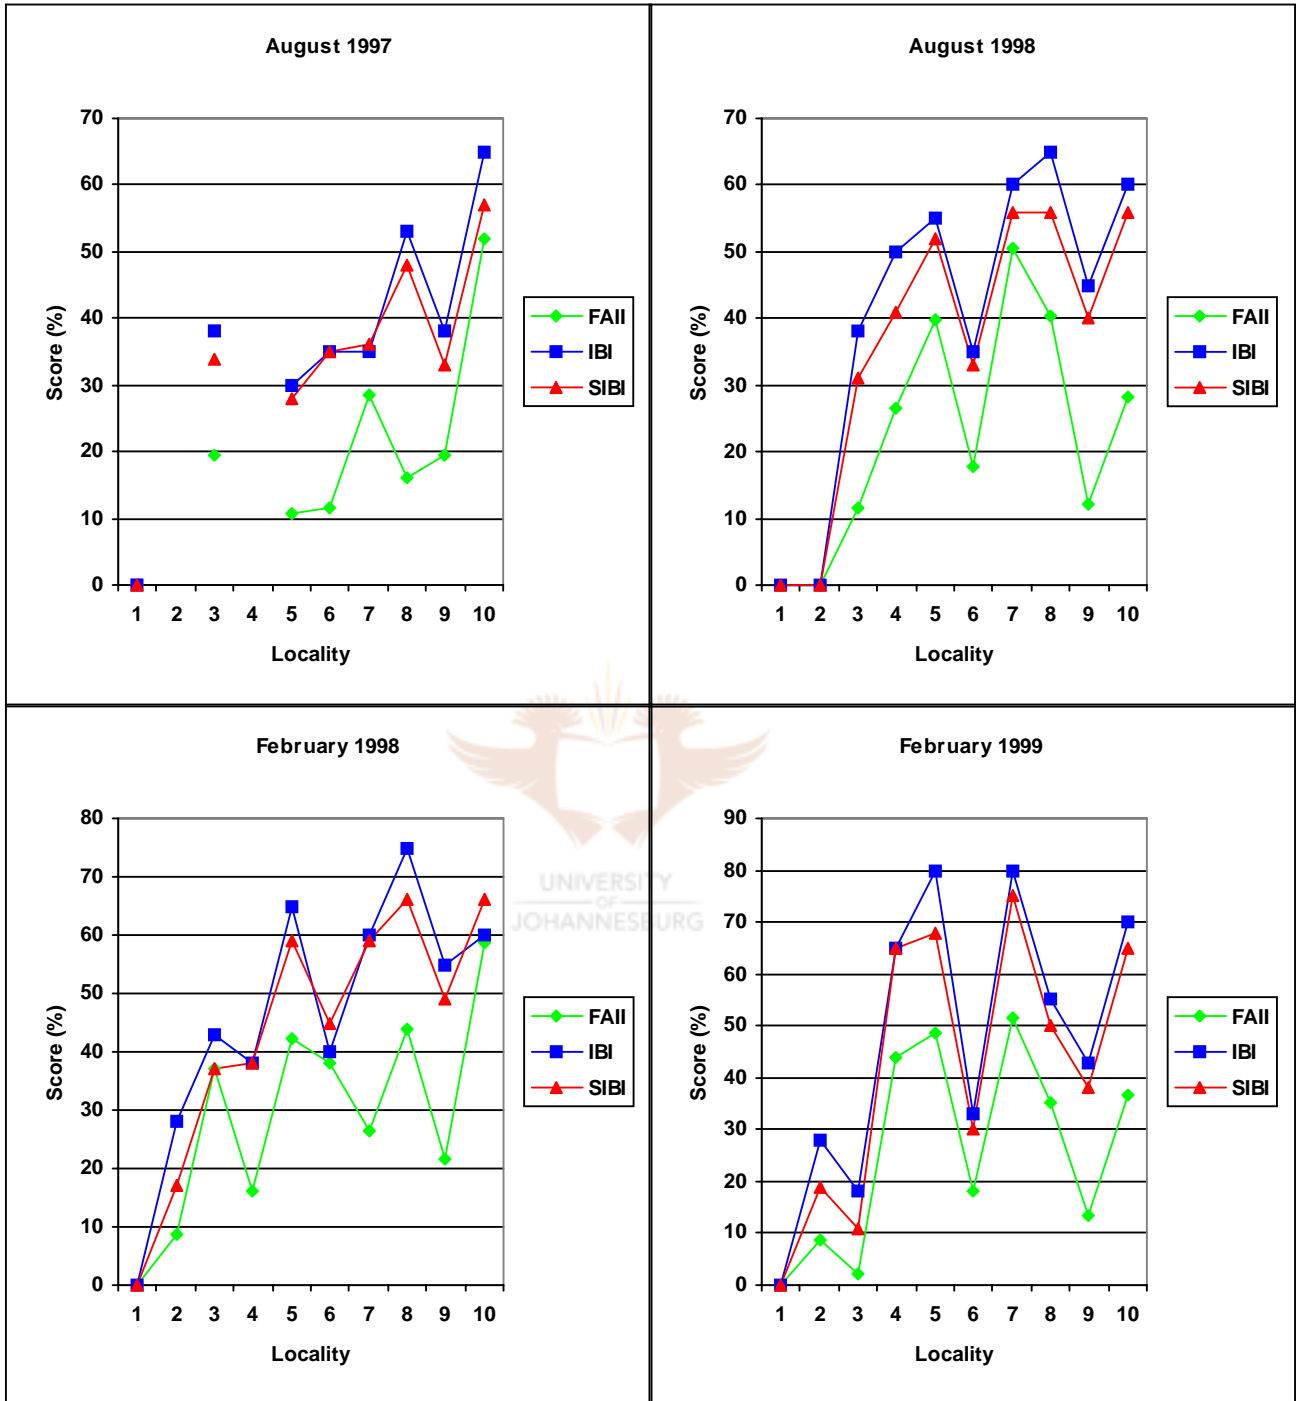 August 1997
70
60
50
40
30
20
10
0
Score (%)
1 2 3 4 5 6 7 8 9 10
Locality
FAII
IBI
SIBI
August 1998
70
60
50
40
30
20
10
0
Score (%)
1 2 3 4 5 6 7 8 9 10
Locality
FAII
IBI
SIBI
February 1998
80
70
60
50
40
30
20
10
0
Score (%)
1 2 3 4 5 6 7 8 9 10
Locality
FAII
IBI
SIBI
February 1999
90
80
70
60
50
40
30
20
10
0
Score (%)
1 2 3 4 5 6 7 8 9 10
Locality
FAII
IBI
SIBI
UNIVERSITY
OF
JOHANNESBURG